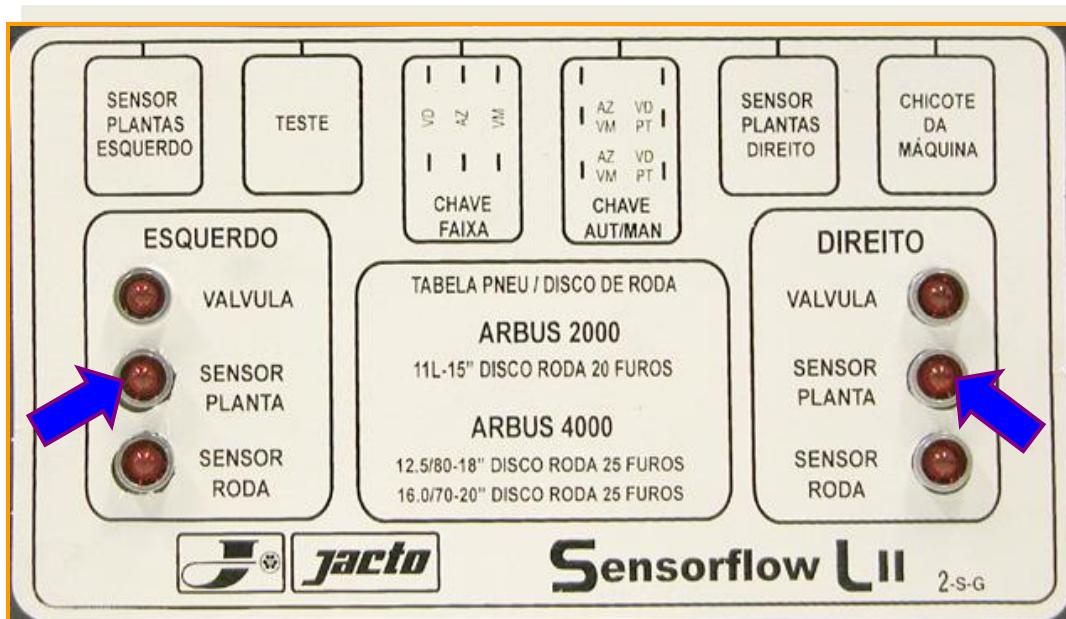 SENSOR
PLANTAS
ESQUERDO
TESTE
VD AZ VM
CHAVE
FAIXA
AZ VD
VM PT
AZ VD
VM PT
CHAVE
AUT/MAN
SENSOR
PLANTAS
DIREITO
CHICOTE
DA
MÁQUINA
ESQUERDO
VALVULA
SENSOR
PLANTA
SENSOR
RODA
TABELA PNEU / DISCO DE RODA
ARBUS 2000
11L-15" DISCO RODA 20 FUROS
ARBUS 4000
12.5/80-18" DISCO RODA 25 FUROS
16.0/70-20" DISCO RODA 25 FUROS
DIREITO
VALVULA
SENSOR
PLANTA
SENSOR
RODA
J Jacto
Sensorflow L II 2-S-G